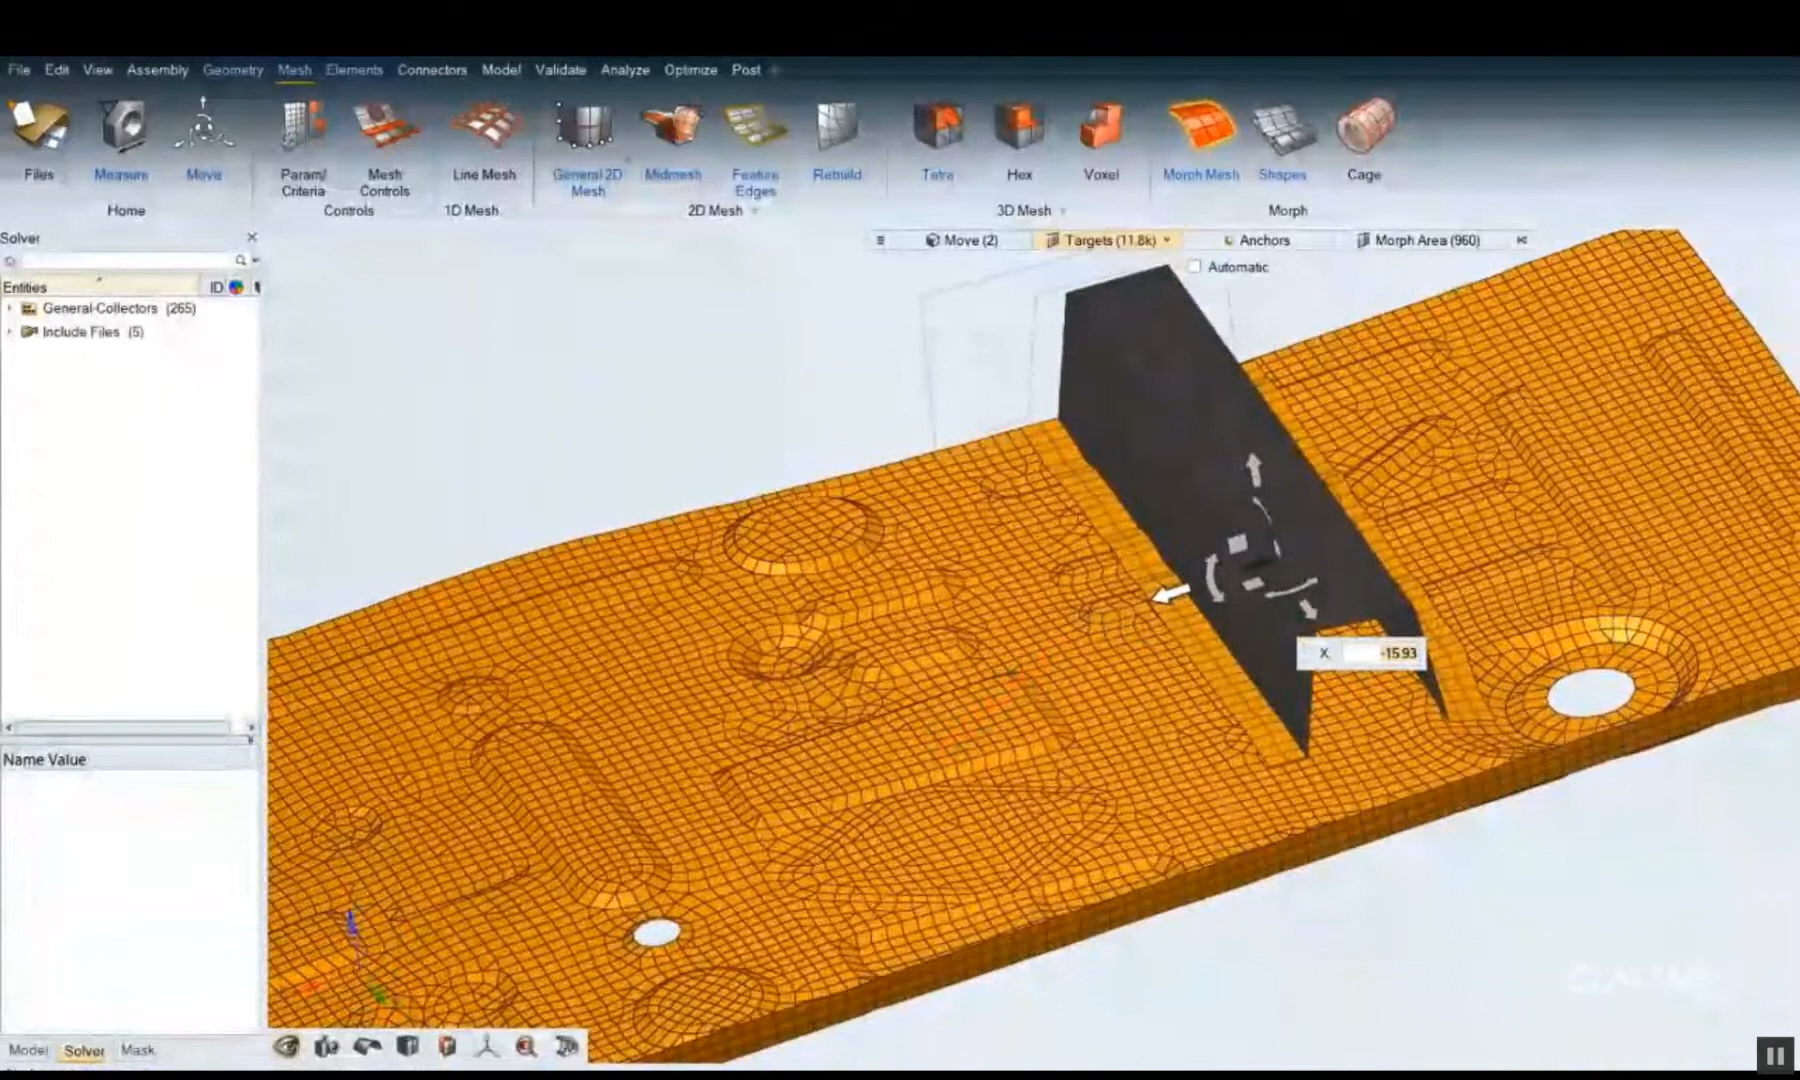 File Edit View Assembly Geometry Mesh Elements Connectors Model Validate Analyze Optimize Post
Files Measure Move Param/ Criteria Mesh Controls Line Mesh General 2D Mesh Midmesh Feature Edges Rebuild Tetra Hex Voxel Morph Mesh Shapes Cage
Home Controls 1D Mesh 2D Mesh 3D Mesh Morph
Solver
Move (2) Targets (11.8k) Anchors Morph Area (960)
Automatic
Entities ID
General-Collectors (265)
Include Files (5)
X -15.93
Name Value
Model Solver Mask